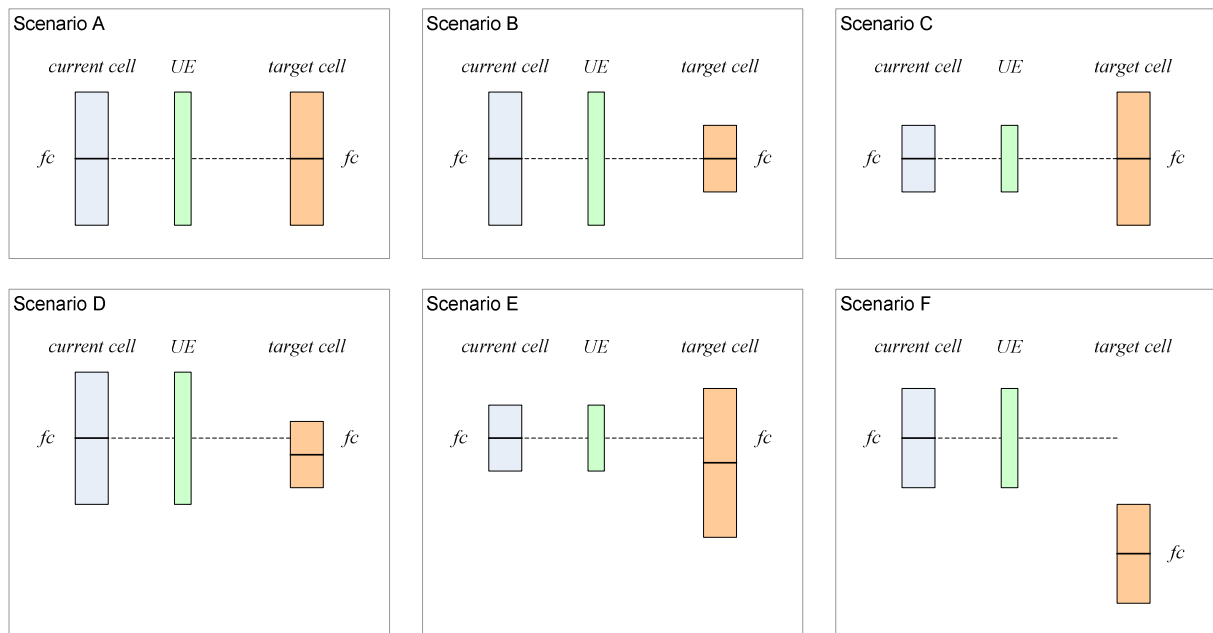 Scenario A
current cell UE target cell
fc fc
Scenario B
current cell UE target cell
fc fc
Scenario C
current cell UE target cell
fc fc
Scenario D
current cell UE target cell
fc fc
Scenario E
current cell UE target cell
fc fc
Scenario F
current cell UE target cell
fc
fc